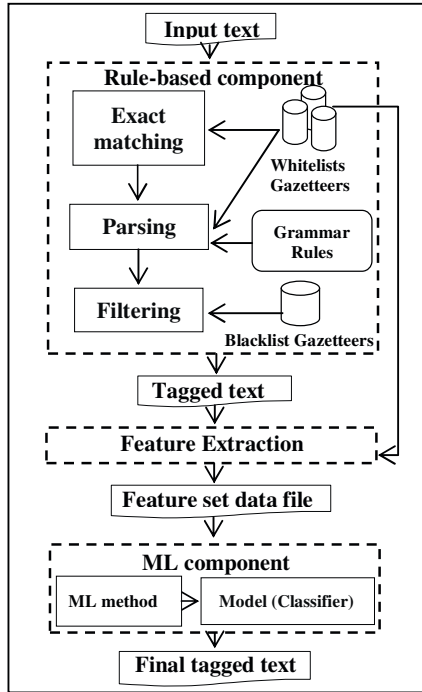 Input text
Rule-based component
Exact
matching
Whitelists
Gazetteers
Parsing
Grammar
Rules
Filtering
Blacklist Gazetteers
Tagged text
Feature Extraction
Feature set data file
ML component
ML method
Model (Classifier)
Final tagged text